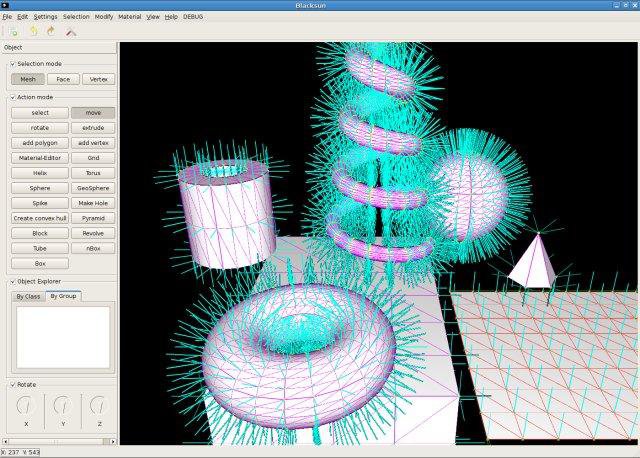 Blacksun
File Edit Settings Selection Modify Material View Help DEBUG
Object
Selection mode
Mesh Face Vertex
Action mode
select move
rotate extrude
add polygon add vertex
Material-Editor Grid
Helix Torus
Sphere GeoSphere
Spike Make Hole
Create convex hull Pyramid
Block Revolve
Tube nBox
Box
Object Explorer
By Class By Group
Rotate
X Y Z
X: 237 Y: 543